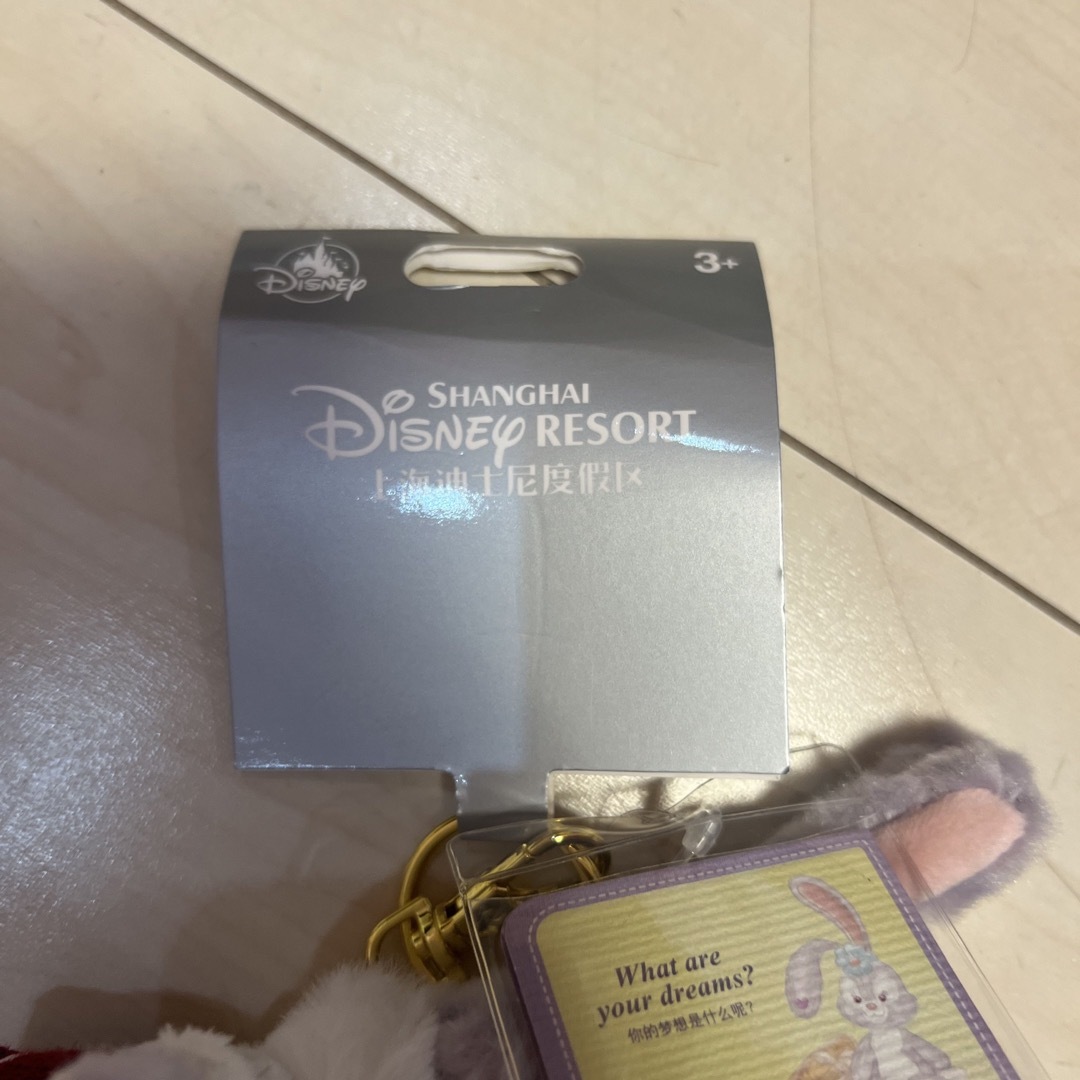 Disney
3+
SHANGHAI
Disney RESORT
上海迪士尼度假区
What are
your dreams?
你的梦想是什么呢?